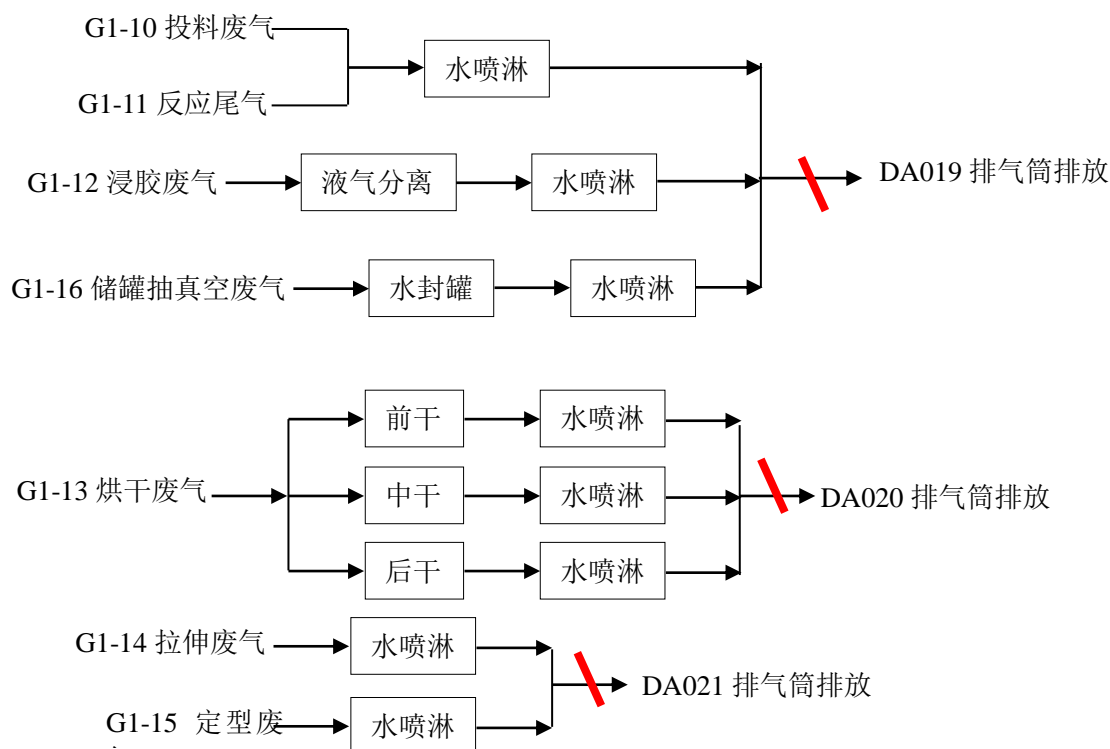 G1-10 投料废气
水喷淋
G1-11 反应尾气
G1-12 浸胶废气
液气分离
水喷淋
DA019 排气筒排放
G1-16 储罐抽真空废气
水封罐
水喷淋
前干
水喷淋
G1-13 烘干废气
中干
水喷淋
DA020 排气筒排放
后干
水喷淋
G1-14 拉伸废气
水喷淋
DA021 排气筒排放
G1-15 定型废
水喷淋